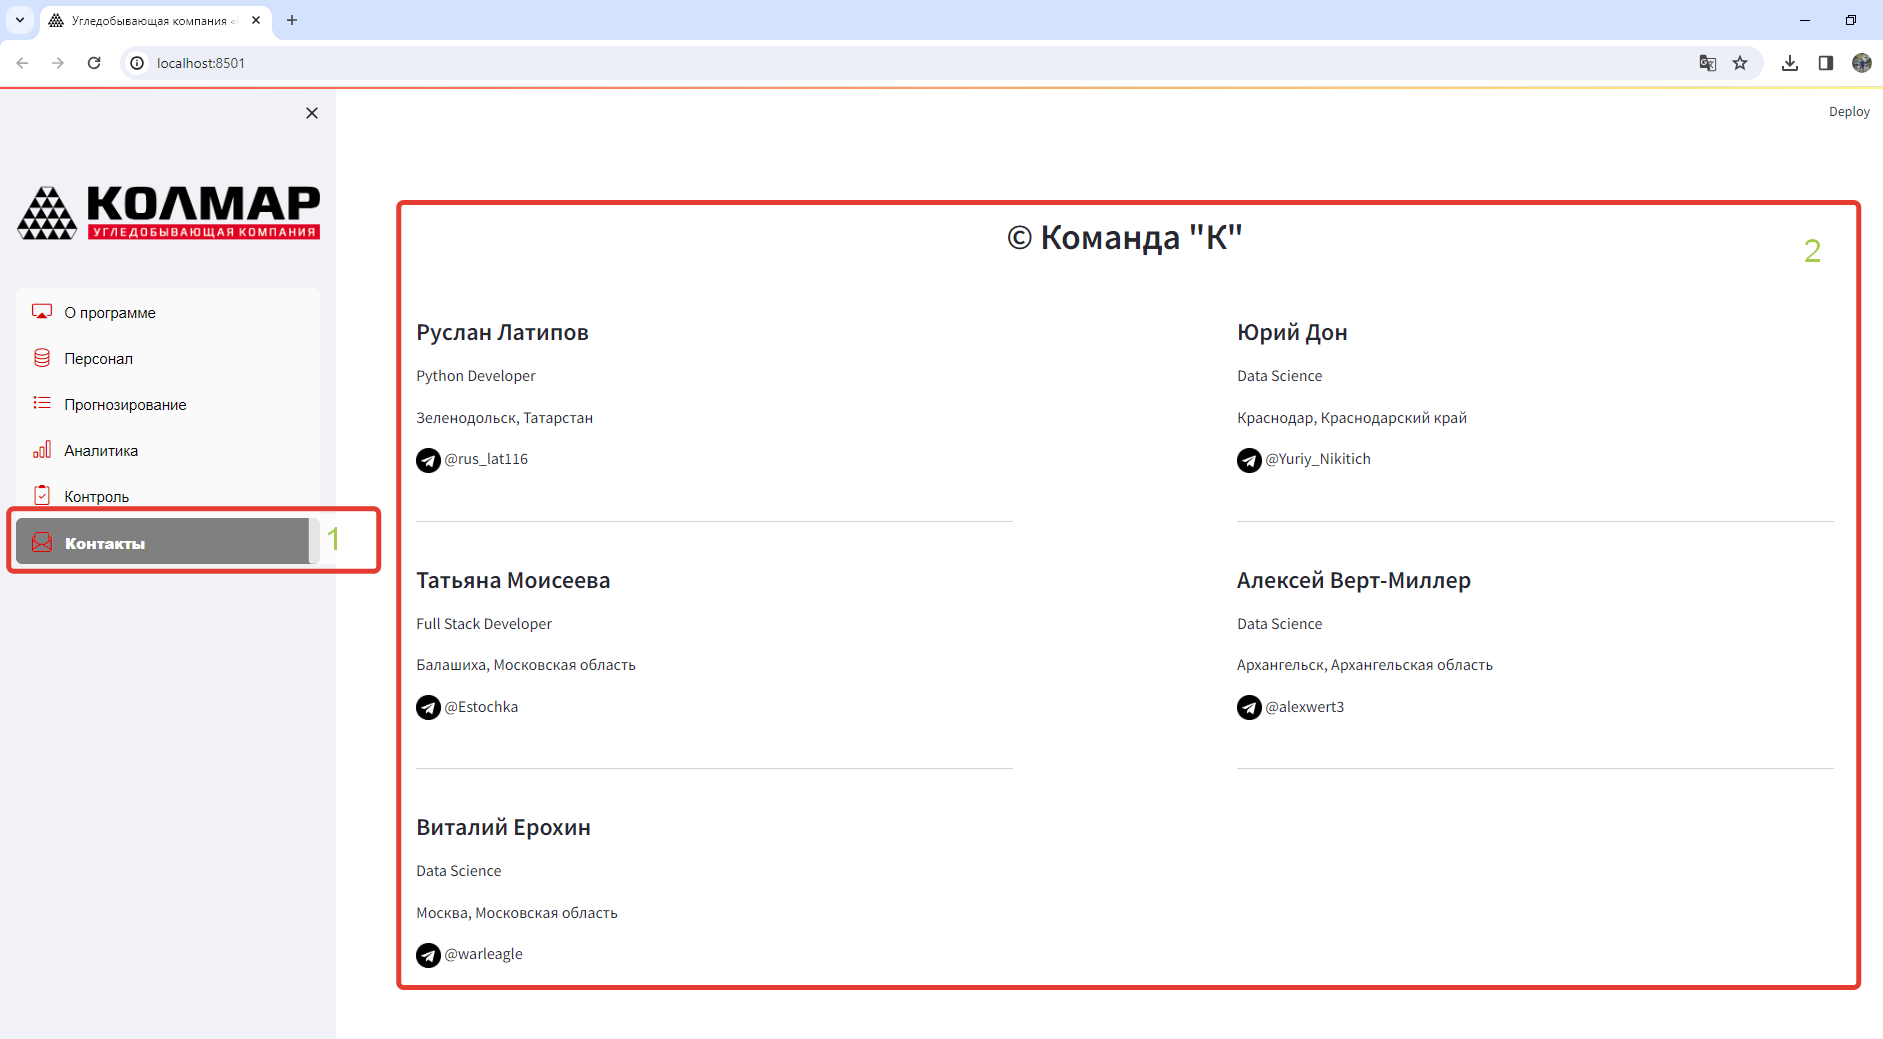 Угледобывающая компания «
localhost:8501
Deploy
КОЛМАР
УГЛЕДОБЫВАЮЩАЯ КОМПАНИЯ
О программе
Персонал
Прогнозирование
Аналитика
Контроль
Контакты
1
© Команда "К"
2
Руслан Латипов
Python Developer
Зеленодольск, Татарстан
@rus_lat116
Юрий Дон
Data Science
Краснодар, Краснодарский край
@Yuriy_Nikitich
Татьяна Моисеева
Full Stack Developer
Балашиха, Московская область
@Estochka
Алексей Верт-Миллер
Data Science
Архангельск, Архангельская область
@alexwert3
Виталий Ерохин
Data Science
Москва, Московская область
@warleagle